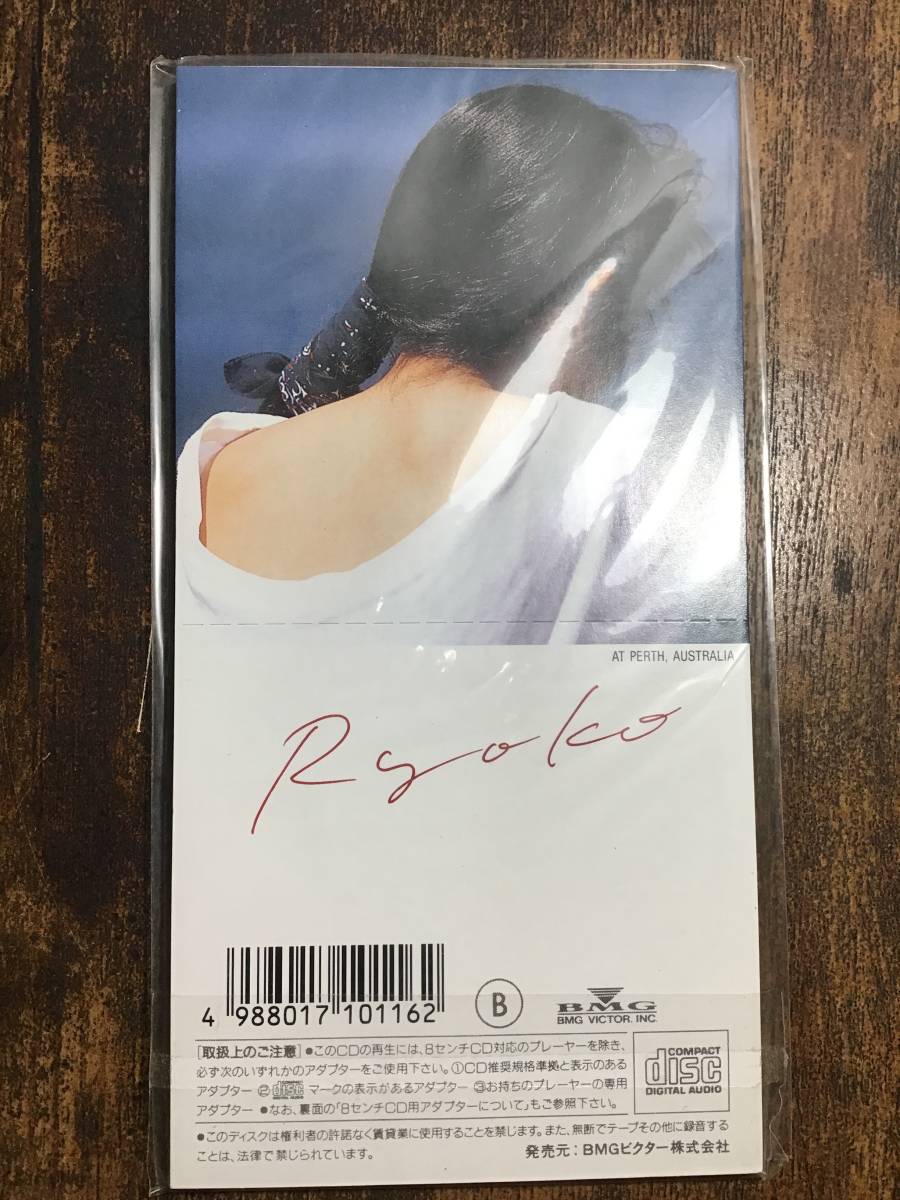 AT PERTH, AUSTRALIA
Ryoko
4 988017 101162
B
BMG
BMG VICTOR. INC.
[取扱上のご注意] ●このCDの再生には、8センチCD対応のプレーヤーを除き、
必ず次のいずれかのアダプターをご使用下さい。①CD推奨規格準拠と表示のある
アダプター ② disc マークの表示があるアダプター ③お持ちのプレーヤーの専用
アダプター ●なお、裏面の「8センチCD用アダプターについて」もご参照下さい。
COMPACT
disc
DIGITAL AUDIO
●このディスクは権利者の許諾なく賃貸業に使用することを禁じます。また、無断でテープその他に録音する
ことは、法律で禁じられています。
発売元:BMGビクター株式会社